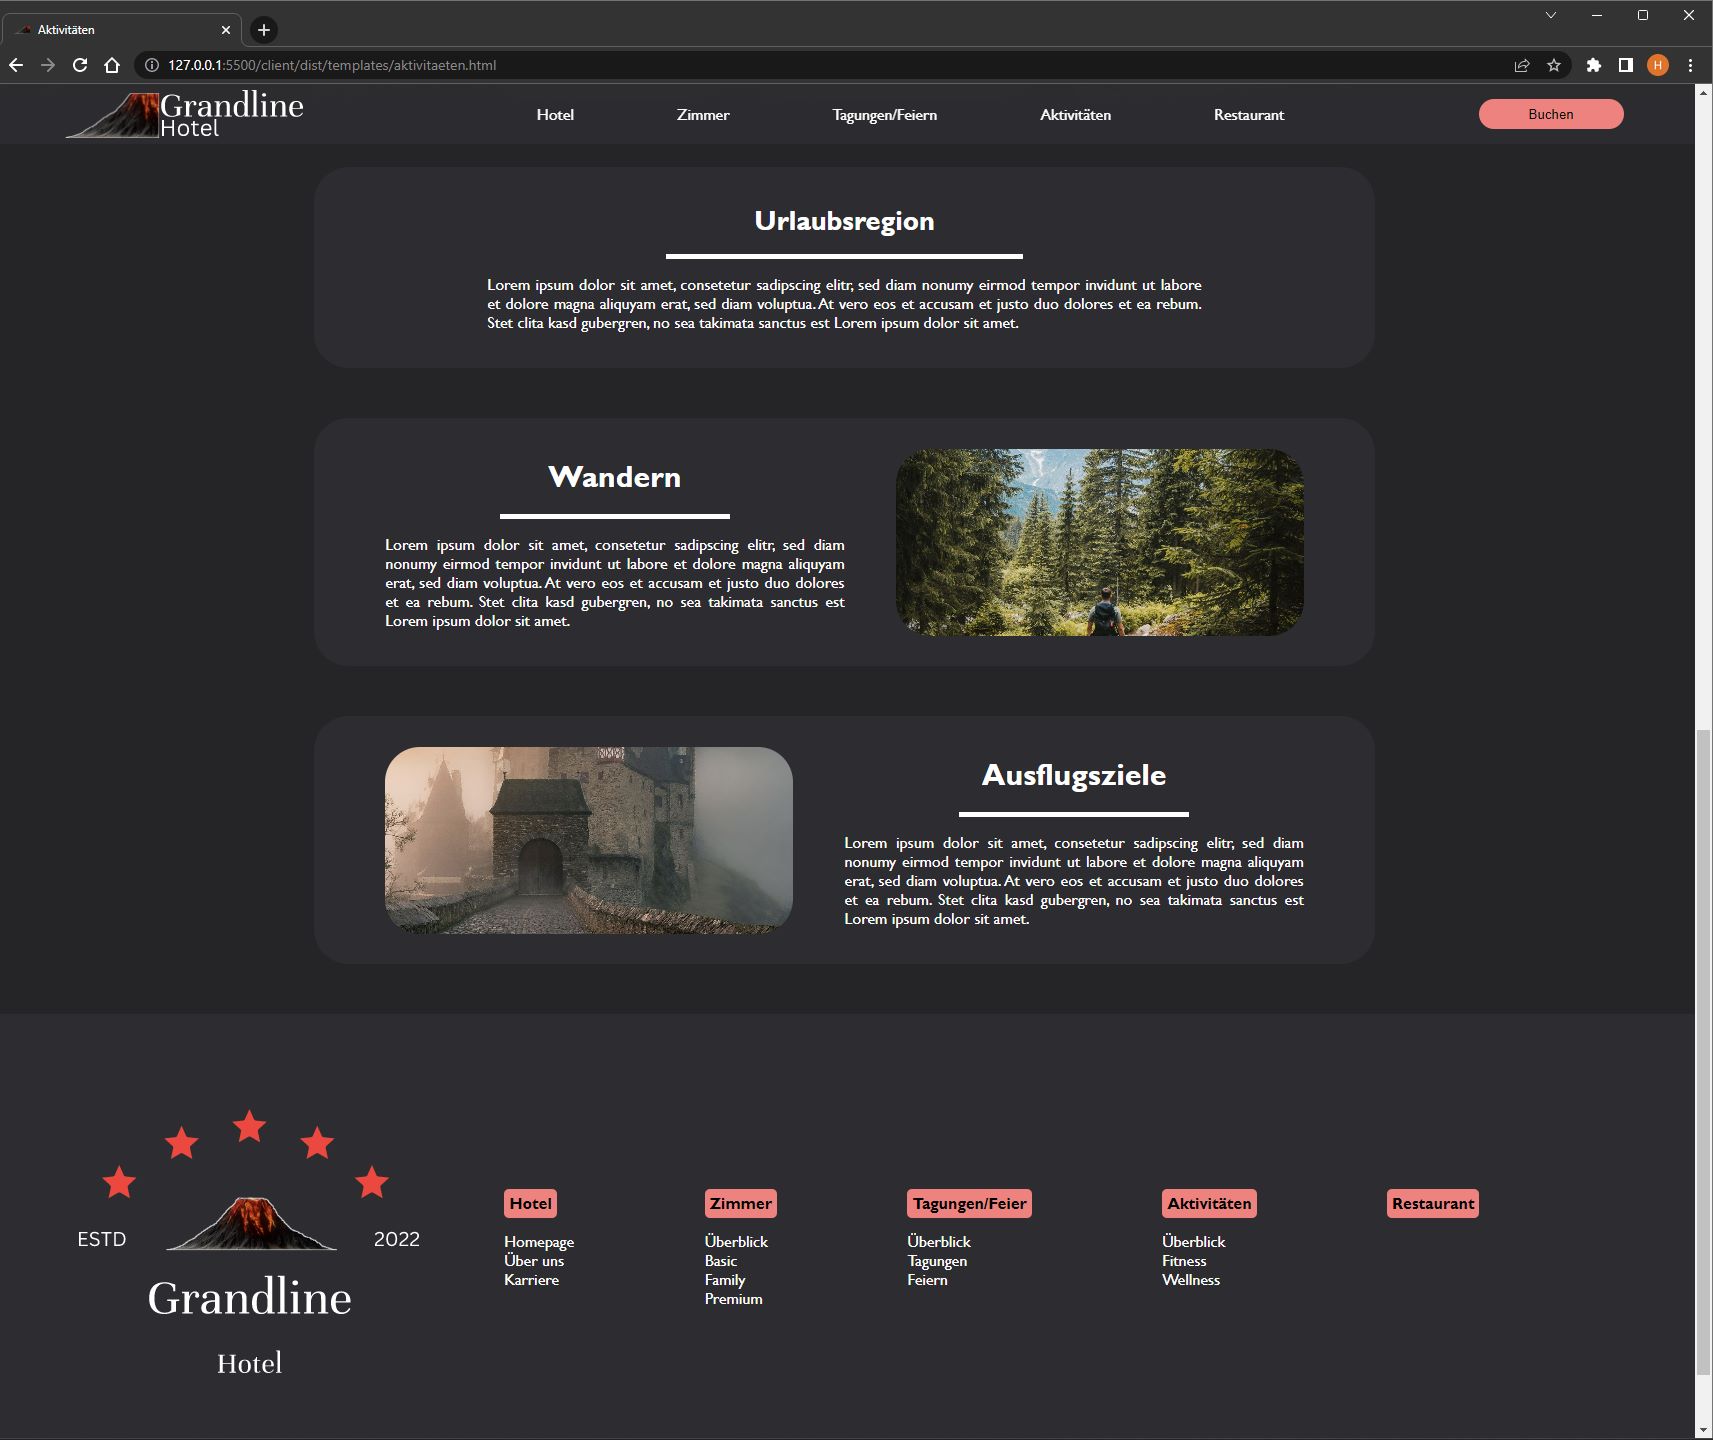 Aktivitäten
127.0.0.1:5500/client/dist/templates/aktivitaeten.html
H
Grandline
Hotel
Hotel
Zimmer
Tagungen/Feiern
Aktivitäten
Restaurant
Buchen
Urlaubsregion
Lorem ipsum dolor sit amet, consetetur sadipscing elitr, sed diam nonumy eirmod tempor invidunt ut labore
et dolore magna aliquyam erat, sed diam voluptua. At vero eos et accusam et justo duo dolores et ea rebum.
Stet clita kasd gubergren, no sea takimata sanctus est Lorem ipsum dolor sit amet.
Wandern
Lorem ipsum dolor sit amet, consetetur sadipscing elitr, sed diam
nonumy eirmod tempor invidunt ut labore et dolore magna aliquyam
erat, sed diam voluptua. At vero eos et accusam et justo duo dolores
et ea rebum. Stet clita kasd gubergren, no sea takimata sanctus est
Lorem ipsum dolor sit amet.
Ausflugsziele
Lorem ipsum dolor sit amet, consetetur sadipscing elitr, sed diam
nonumy eirmod tempor invidunt ut labore et dolore magna aliquyam
erat, sed diam voluptua. At vero eos et accusam et justo duo dolores
et ea rebum. Stet clita kasd gubergren, no sea takimata sanctus est
Lorem ipsum dolor sit amet.
ESTD
2022
Grandline
Hotel
Hotel
Homepage
Über uns
Karriere
Zimmer
Überblick
Basic
Family
Premium
Tagungen/Feier
Überblick
Tagungen
Feiern
Aktivitäten
Überblick
Fitness
Wellness
Restaurant